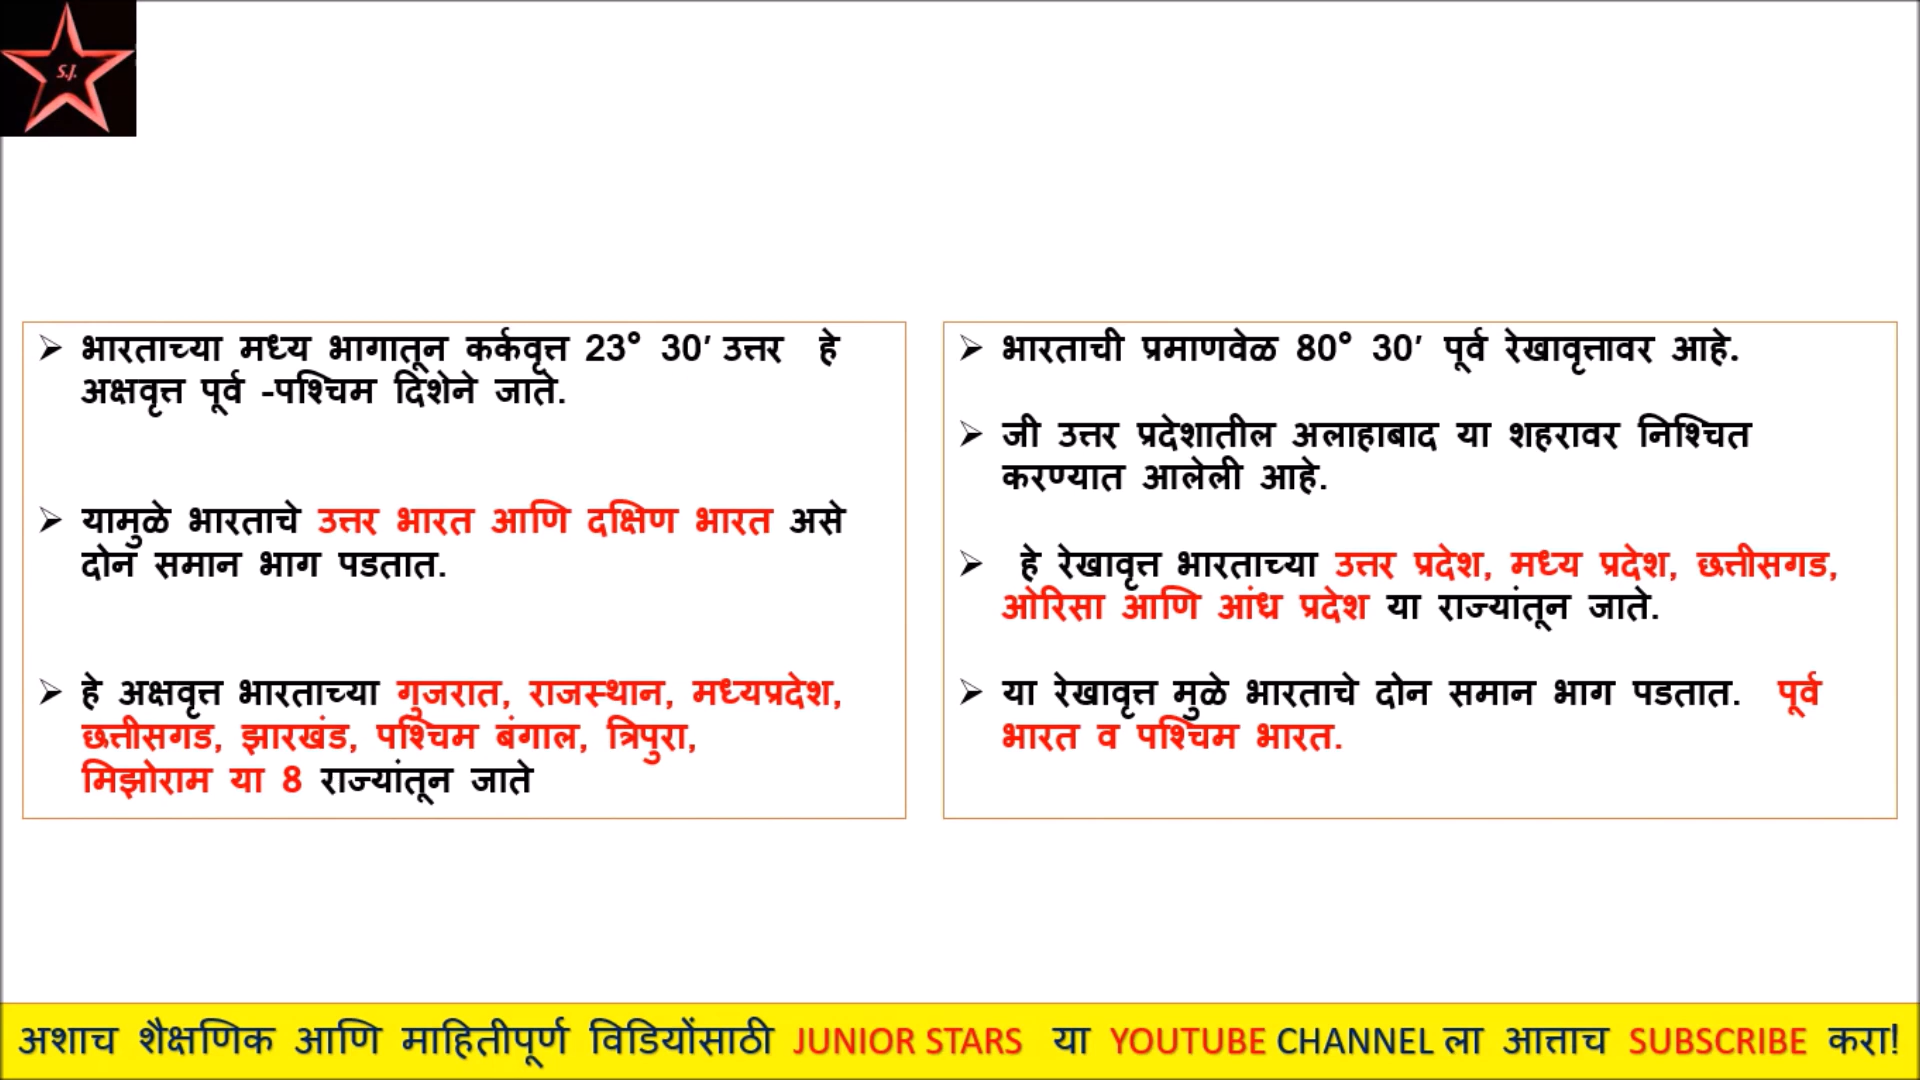 S.J.
➢ भारताच्या मध्य भागातून कर्कवृत्त 23° 30′ उत्तर हे
अक्षवृत्त पूर्व -पश्चिम दिशेने जाते.
➢ यामुळे भारताचे उत्तर भारत आणि दक्षिण भारत असे
दोन समान भाग पडतात.
➢ हे अक्षवृत्त भारताच्या गुजरात, राजस्थान, मध्यप्रदेश,
छत्तीसगड, झारखंड, पश्चिम बंगाल, त्रिपुरा,
मिझोराम या 8 राज्यांतून जाते
➢ भारताची प्रमाणवेळ 80° 30′ पूर्व रेखावृत्तावर आहे.
➢ जी उत्तर प्रदेशातील अलाहाबाद या शहरावर निश्चित
करण्यात आलेली आहे.
➢ हे रेखावृत्त भारताच्या उत्तर प्रदेश, मध्य प्रदेश, छत्तीसगड,
ओरिसा आणि आंध्र प्रदेश या राज्यांतून जाते.
➢ या रेखावृत्त मुळे भारताचे दोन समान भाग पडतात. पूर्व
भारत व पश्चिम भारत.
अशाच शैक्षणिक आणि माहितीपूर्ण विडियोंसाठी JUNIOR STARS या YOUTUBE CHANNEL ला आत्ताच SUBSCRIBE करा!